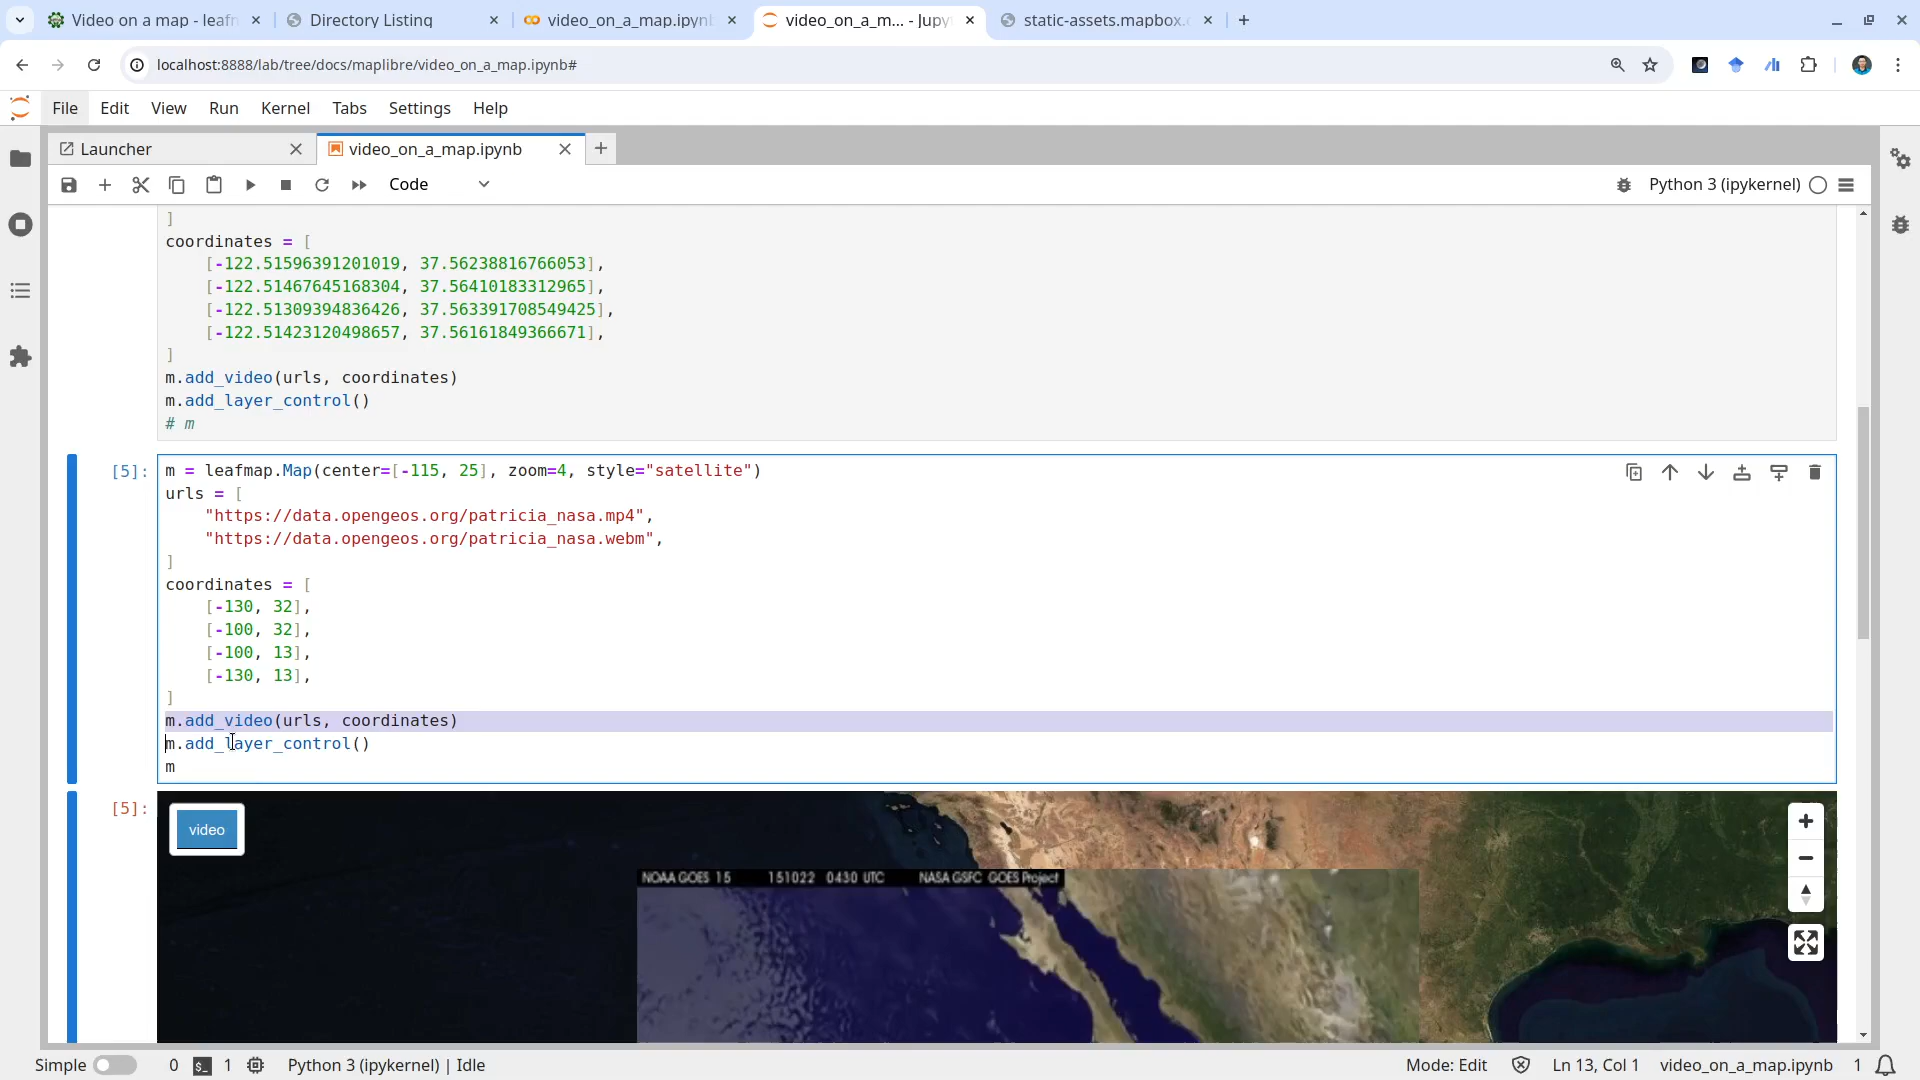 Video on a map - leafm
Directory Listing
video_on_a_map.ipynb
video_on_a_m... - Jupy
static-assets.mapbox.c
localhost:8888/lab/tree/docs/maplibre/video_on_a_map.ipynb#
File Edit View Run Kernel Tabs Settings Help
Launcher
video_on_a_map.ipynb
Code
Python 3 (ipykernel)
]
coordinates = [
[-122.51596391201019, 37.56238816766053],
[-122.51467645168304, 37.56410183312965],
[-122.51309394836426, 37.563391708549425],
[-122.51423120498657, 37.56161849366671],
]
m.add_video(urls, coordinates)
m.add_layer_control()
# m
[5]:
m = leafmap.Map(center=[-115, 25], zoom=4, style="satellite")
urls = [
"https://data.opengeos.org/patricia_nasa.mp4",
"https://data.opengeos.org/patricia_nasa.webm",
]
coordinates = [
[-130, 32],
[-100, 32],
[-100, 13],
[-130, 13],
]
m.add_video(urls, coordinates)
m.add_layer_control()
m
[5]:
video
NOAA GOES 15 151022 0430 UTC NASA GSFC GOES Project
Simple 0 1 Python 3 (ipykernel) | Idle
Mode: Edit Ln 13, Col 1 video_on_a_map.ipynb 1